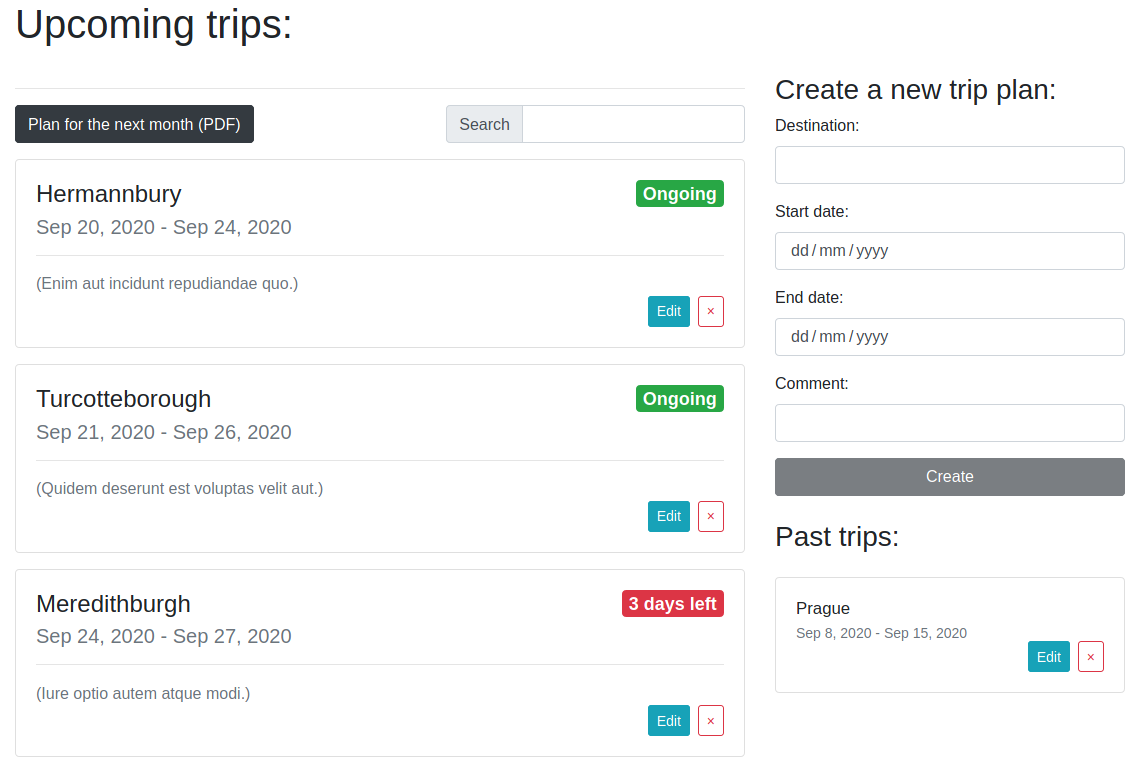 Upcoming trips:
Plan for the next month (PDF)
Search
Hermannbury
Ongoing
Sep 20, 2020 - Sep 24, 2020
(Enim aut incidunt repudiandae quo.)
Edit ×
Turcotteborough
Ongoing
Sep 21, 2020 - Sep 26, 2020
(Quidem deserunt est voluptas velit aut.)
Edit ×
Meredithburgh
3 days left
Sep 24, 2020 - Sep 27, 2020
(Iure optio autem atque modi.)
Edit ×
Create a new trip plan:
Destination:
Start date:
dd/mm/yyyy
End date:
dd/mm/yyyy
Comment:
Create
Past trips:
Prague
Sep 8, 2020 - Sep 15, 2020
Edit ×